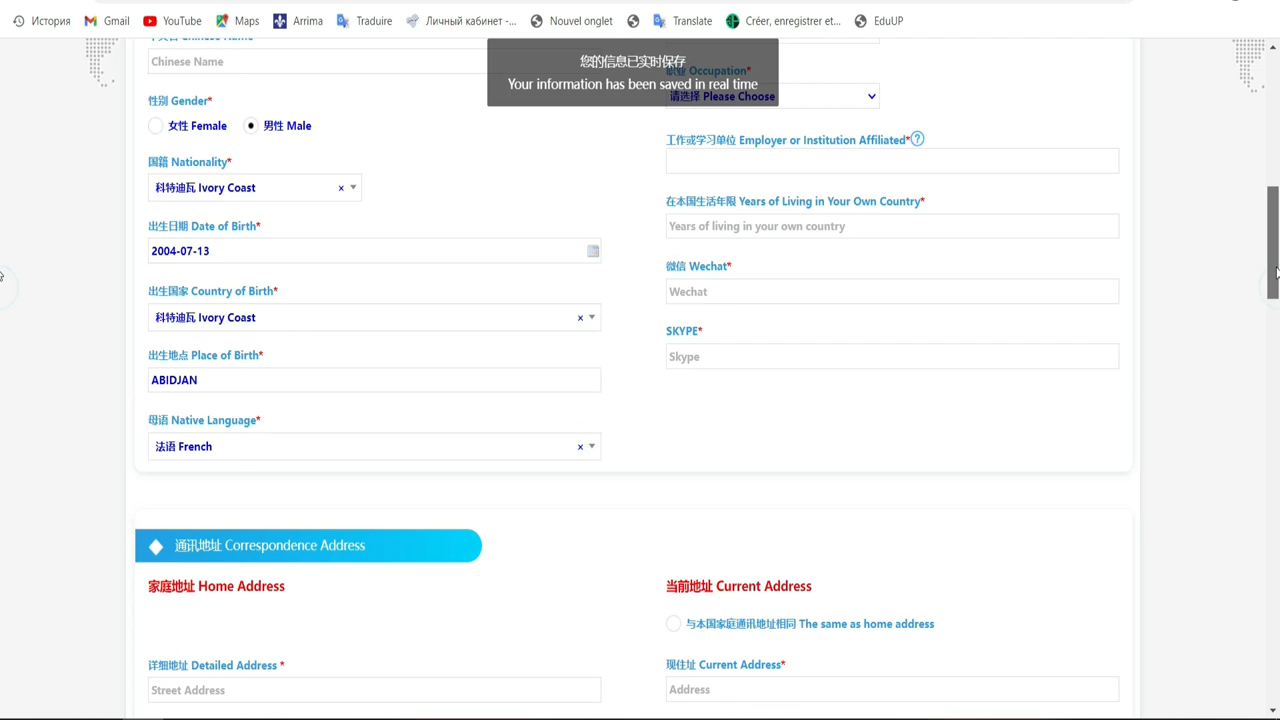 История
Gmail
YouTube
Maps
Arrima
Traduire
Личный кабинет -...
Nouvel onglet
Translate
Créer, enregistrer et...
EduUP
中文名 Chinese Name
Chinese Name
您的信息已实时保存
Your information has been saved in real time
职业 Occupation*
请选择 Please Choose
性别 Gender*
女性 Female
男性 Male
工作或学习单位 Employer or Institution Affiliated*
国籍 Nationality*
科特迪瓦 Ivory Coast
在本国生活年限 Years of Living in Your Own Country*
Years of living in your own country
出生日期 Date of Birth*
2004-07-13
微信 Wechat*
Wechat
出生国家 Country of Birth*
科特迪瓦 Ivory Coast
SKYPE*
Skype
出生地点 Place of Birth*
ABIDJAN
母语 Native Language*
法语 French
通讯地址 Correspondence Address
家庭地址 Home Address
当前地址 Current Address
与本国家庭通讯地址相同 The same as home address
详细地址 Detailed Address *
Street Address
现住址 Current Address*
Address